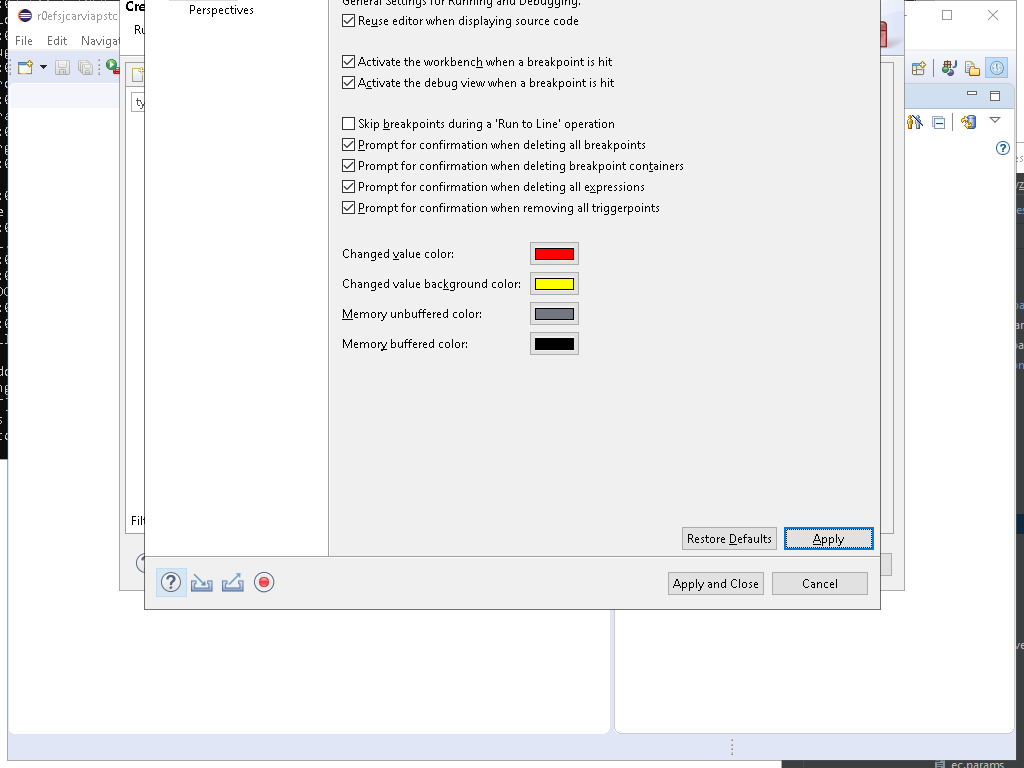 r0efsjcarviapstc
File Edit Navigat
Cre
Perspectives
General Settings for Running and Debugging.
Reuse editor when displaying source code
Activate the workbench when a breakpoint is hit
Activate the debug view when a breakpoint is hit
Skip breakpoints during a 'Run to Line' operation
Prompt for confirmation when deleting all breakpoints
Prompt for confirmation when deleting breakpoint containers
Prompt for confirmation when deleting all expressions
Prompt for confirmation when removing all triggerpoints
Changed value color:
Changed value background color:
Memory unbuffered color:
Memory buffered color:
Filt
Restore Defaults Apply
Apply and Close Cancel
ec.params